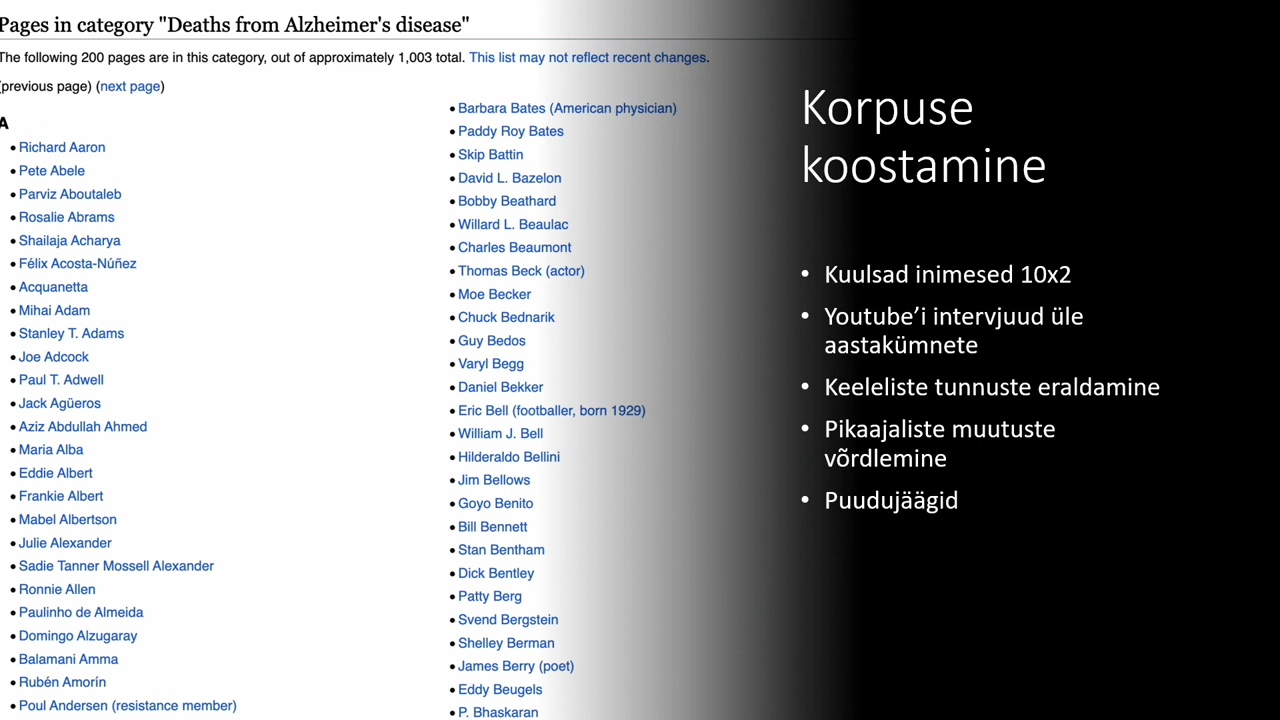 Pages in category "Deaths from Alzheimer's disease"
The following 200 pages are in this category, out of approximately 1,003 total. This list may not reflect recent changes.
(previous page) (next page)
A
• Richard Aaron
• Pete Abele
• Parviz Aboutaleb
• Rosalie Abrams
• Shailaja Acharya
• Félix Acosta-Núñez
• Acquanetta
• Mihai Adam
• Stanley T. Adams
• Joe Adcock
• Paul T. Adwell
• Jack Agüeros
• Aziz Abdullah Ahmed
• Maria Alba
• Eddie Albert
• Frankie Albert
• Mabel Albertson
• Julie Alexander
• Sadie Tanner Mossell Alexander
• Ronnie Allen
• Paulinho de Almeida
• Domingo Alzugaray
• Balamani Amma
• Rubén Amorín
• Poul Andersen (resistance member)
• Barbara Bates (American physician)
• Paddy Roy Bates
• Skip Battin
• David L. Bazelon
• Bobby Beathard
• Willard L. Beaulac
• Charles Beaumont
• Thomas Beck (actor)
• Moe Becker
• Chuck Bednarik
• Guy Bedos
• Varyl Begg
• Daniel Bekker
• Eric Bell (footballer, born 1929)
• William J. Bell
• Hilderaldo Bellini
• Jim Bellows
• Goyo Benito
• Bill Bennett
• Stan Bentham
• Dick Bentley
• Patty Berg
• Svend Bergstein
• Shelley Berman
• James Berry (poet)
• Eddy Beugels
• P. Bhaskaran
Korpuse
koostamine
• Kuulsad inimesed 10x2
• Youtube’i intervjuud üle
aastakümnete
• Keeleliste tunnuste eraldamine
• Pikaajaliste muutuste
võrdlemine
• Puudujäägid